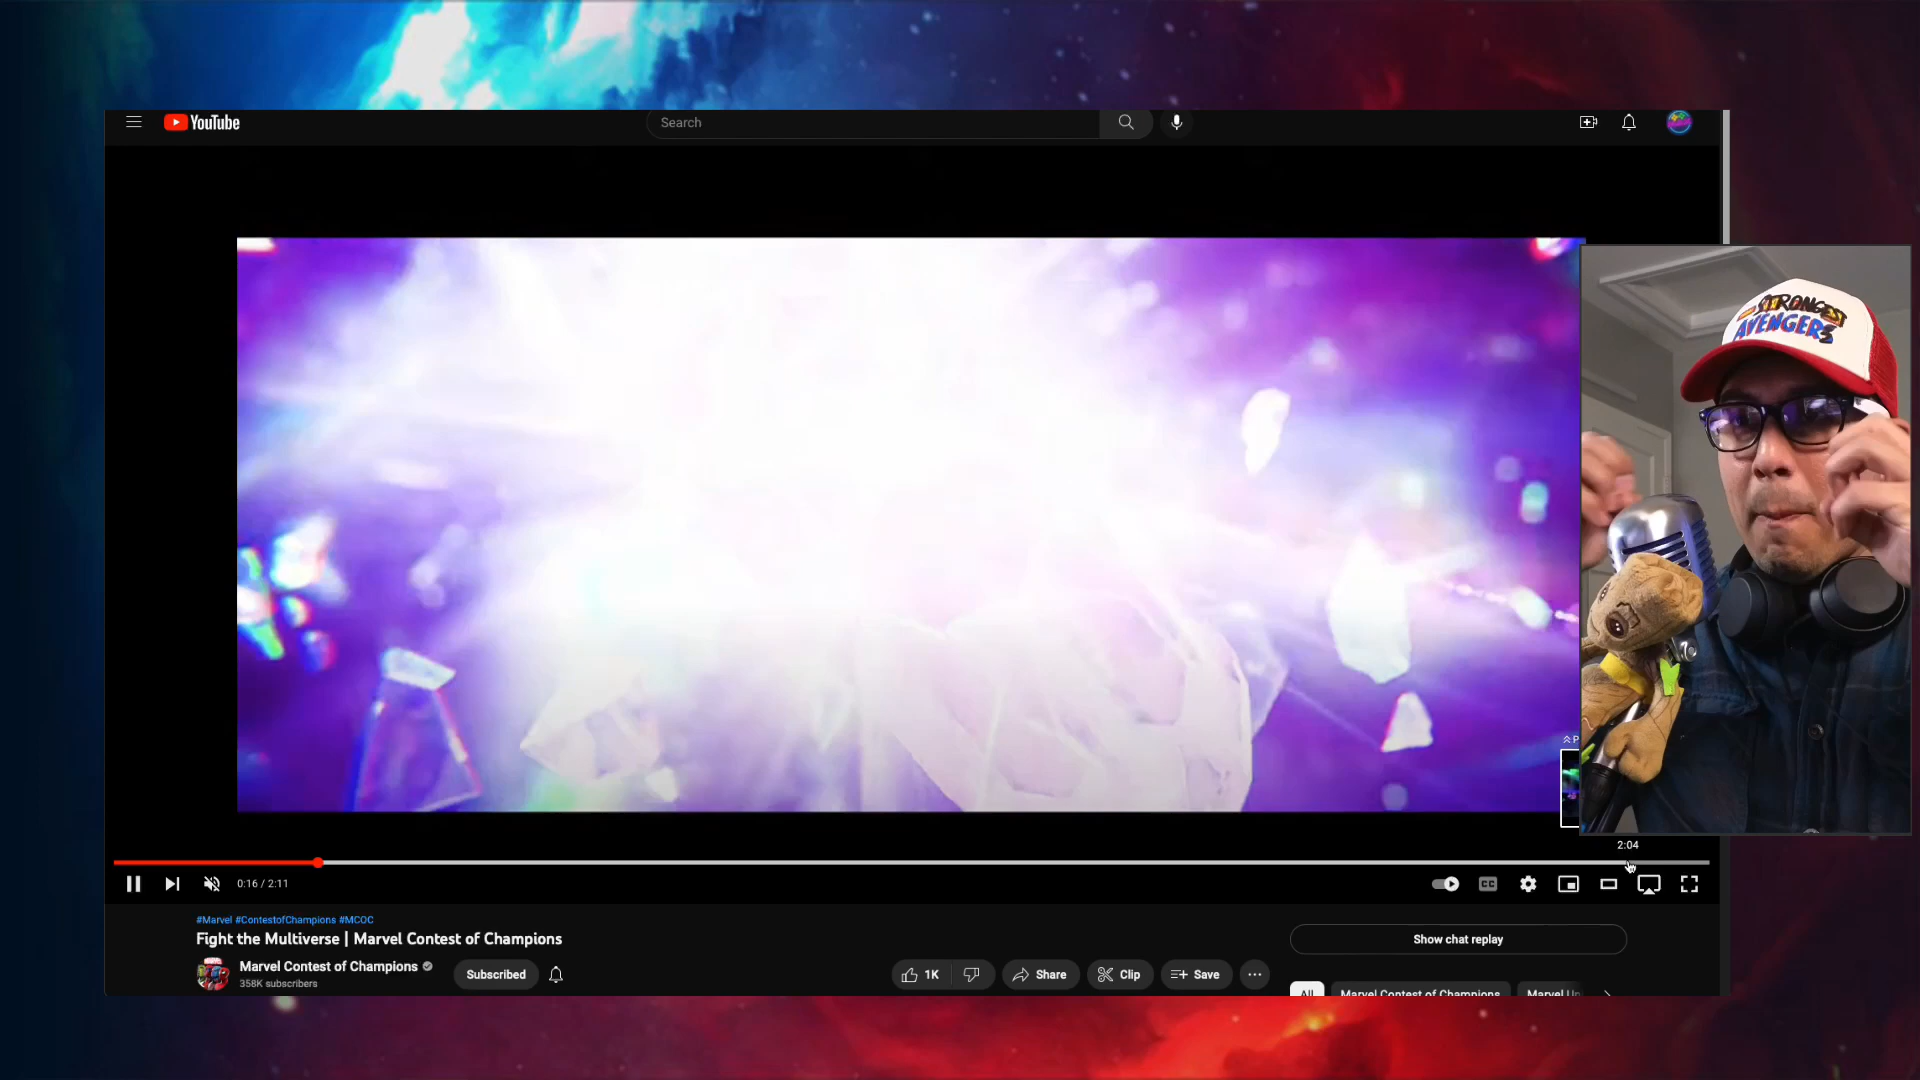 YouTube
Search
STRONGEST
AVENGERS
2:04
0:16 / 2:11
CC
#Marvel #ContestofChampions #MCOC
Fight the Multiverse | Marvel Contest of Champions
Show chat replay
Marvel Contest of Champions
358K subscribers
Subscribed
1K
Share
Clip
Save
All
Marvel Contest of Champions
Marvel